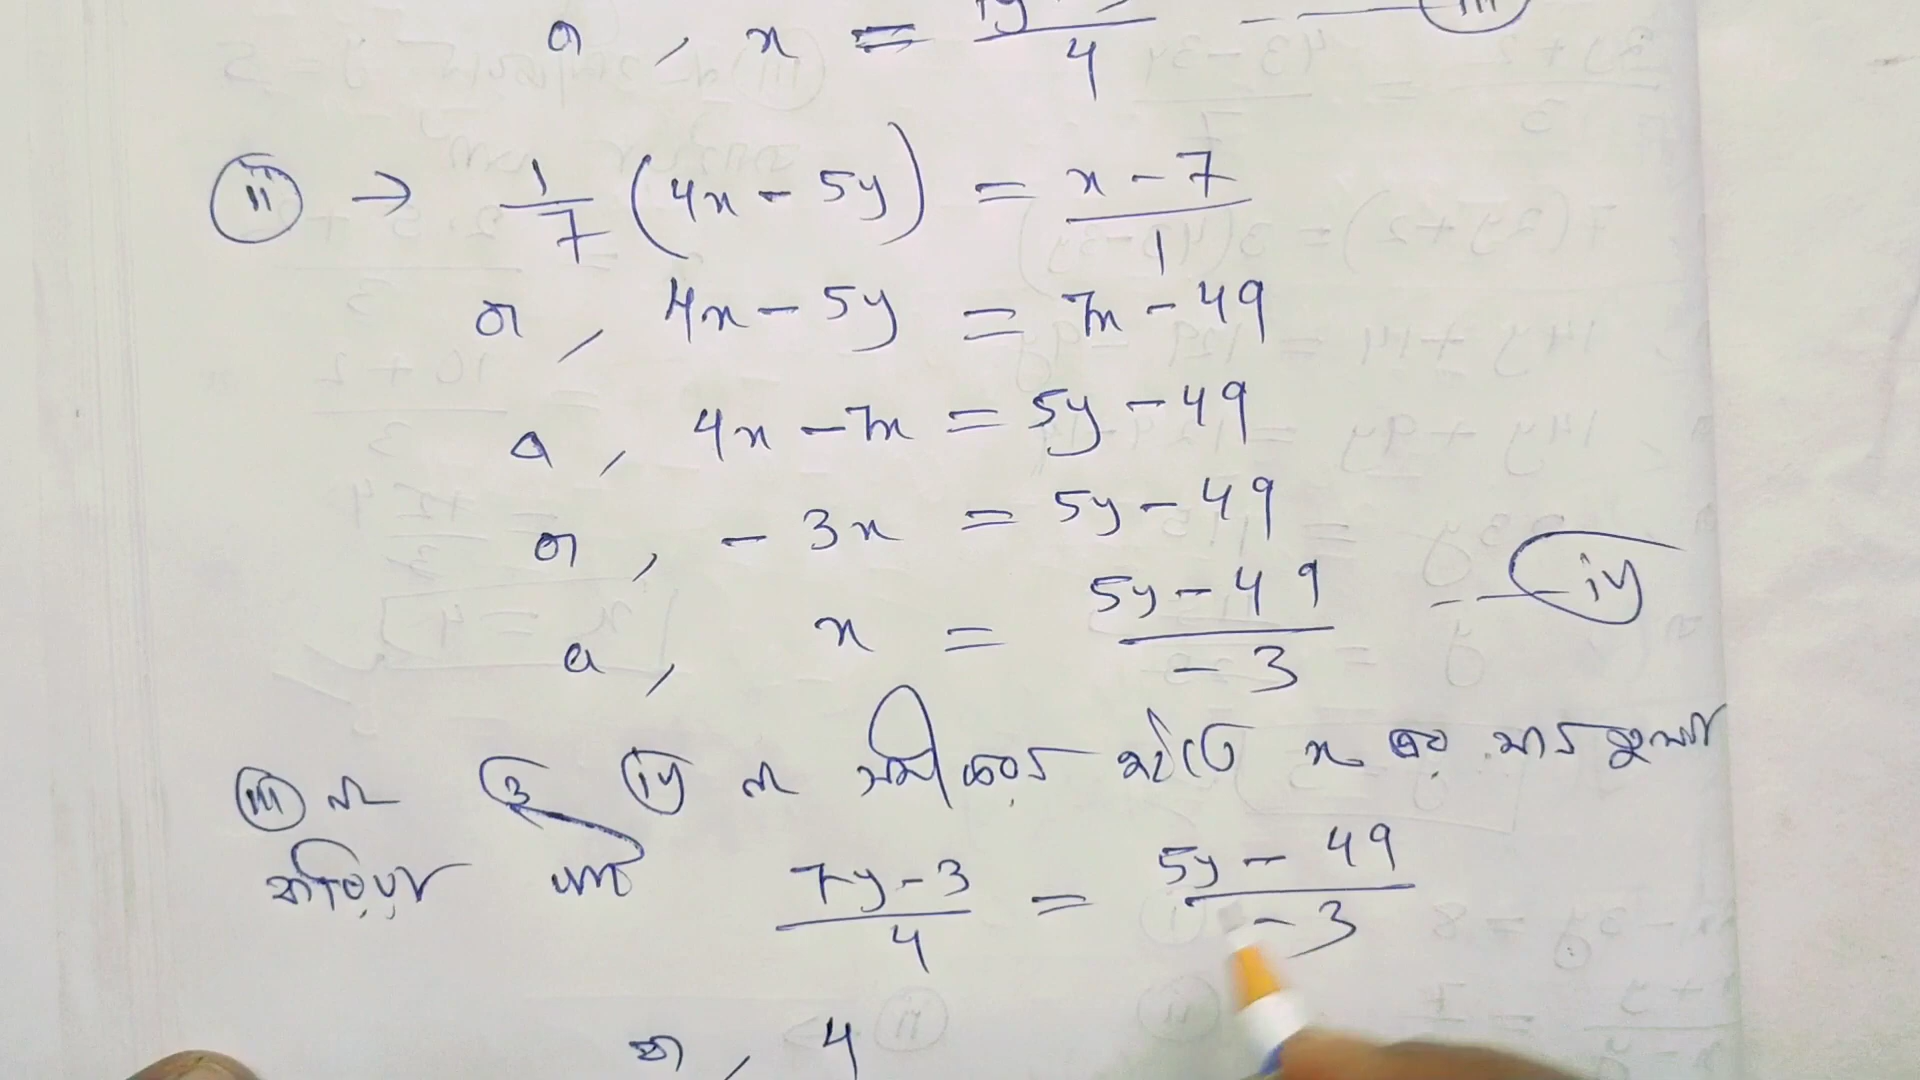 বা, x = 7y-3/4 --- (iii)
(ii) → 1/7 (4x - 5y) = x - 7/1
বা, 4x - 5y = 7x - 49
বা, 4x - 7x = 5y - 49
বা, - 3x = 5y - 49
বা, x = 5y - 49/-3 --- (iv)
(iii) নং ও (iv) নং সমীকরণ হইতে x এর মান তুলনা
করিয়া পাই 7y - 3/4 = 5y - 49/-3
বা, 4